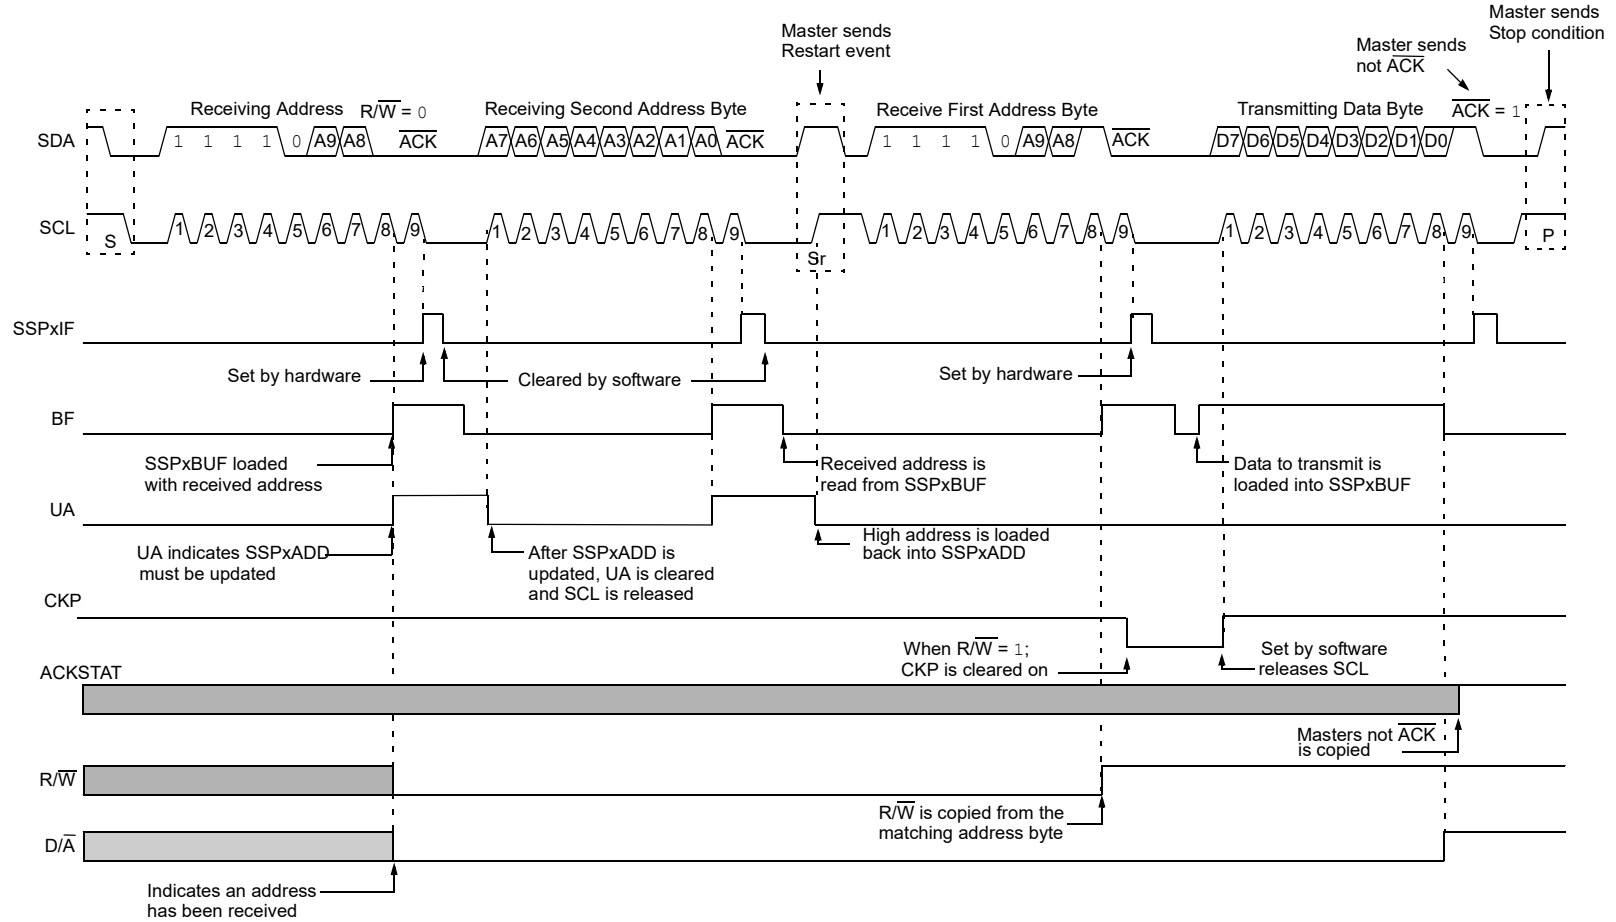 Master sends
Stop condition
Master sends
Restart event
Master sends
not ACK
Receiving Address R/W = 0
Receiving Second Address Byte
Receive First Address Byte
Transmitting Data Byte
ACK = 1
SDA
1 1 1 1 0 A9 A8 ACK
A7 A6 A5 A4 A3 A2 A1 A0 ACK
1 1 1 1 0 A9 A8 ACK
D7 D6 D5 D4 D3 D2 D1 D0
SCL
S
1 2 3 4 5 6 7 8 9
1 2 3 4 5 6 7 8 9
Sr
1 2 3 4 5 6 7 8 9
1 2 3 4 5 6 7 8 9
P
SSPxIF
Set by hardware
Cleared by software
Set by hardware
BF
SSPxBUF loaded
with received address
Received address is
read from SSPxBUF
Data to transmit is
loaded into SSPxBUF
UA
UA indicates SSPxADD
must be updated
After SSPxADD is
updated, UA is cleared
and SCL is released
High address is loaded
back into SSPxADD
CKP
When R/W = 1;
CKP is cleared on
Set by software
releases SCL
ACKSTAT
Masters not ACK
is copied
R/W
R/W is copied from the
matching address byte
D/A
Indicates an address
has been received